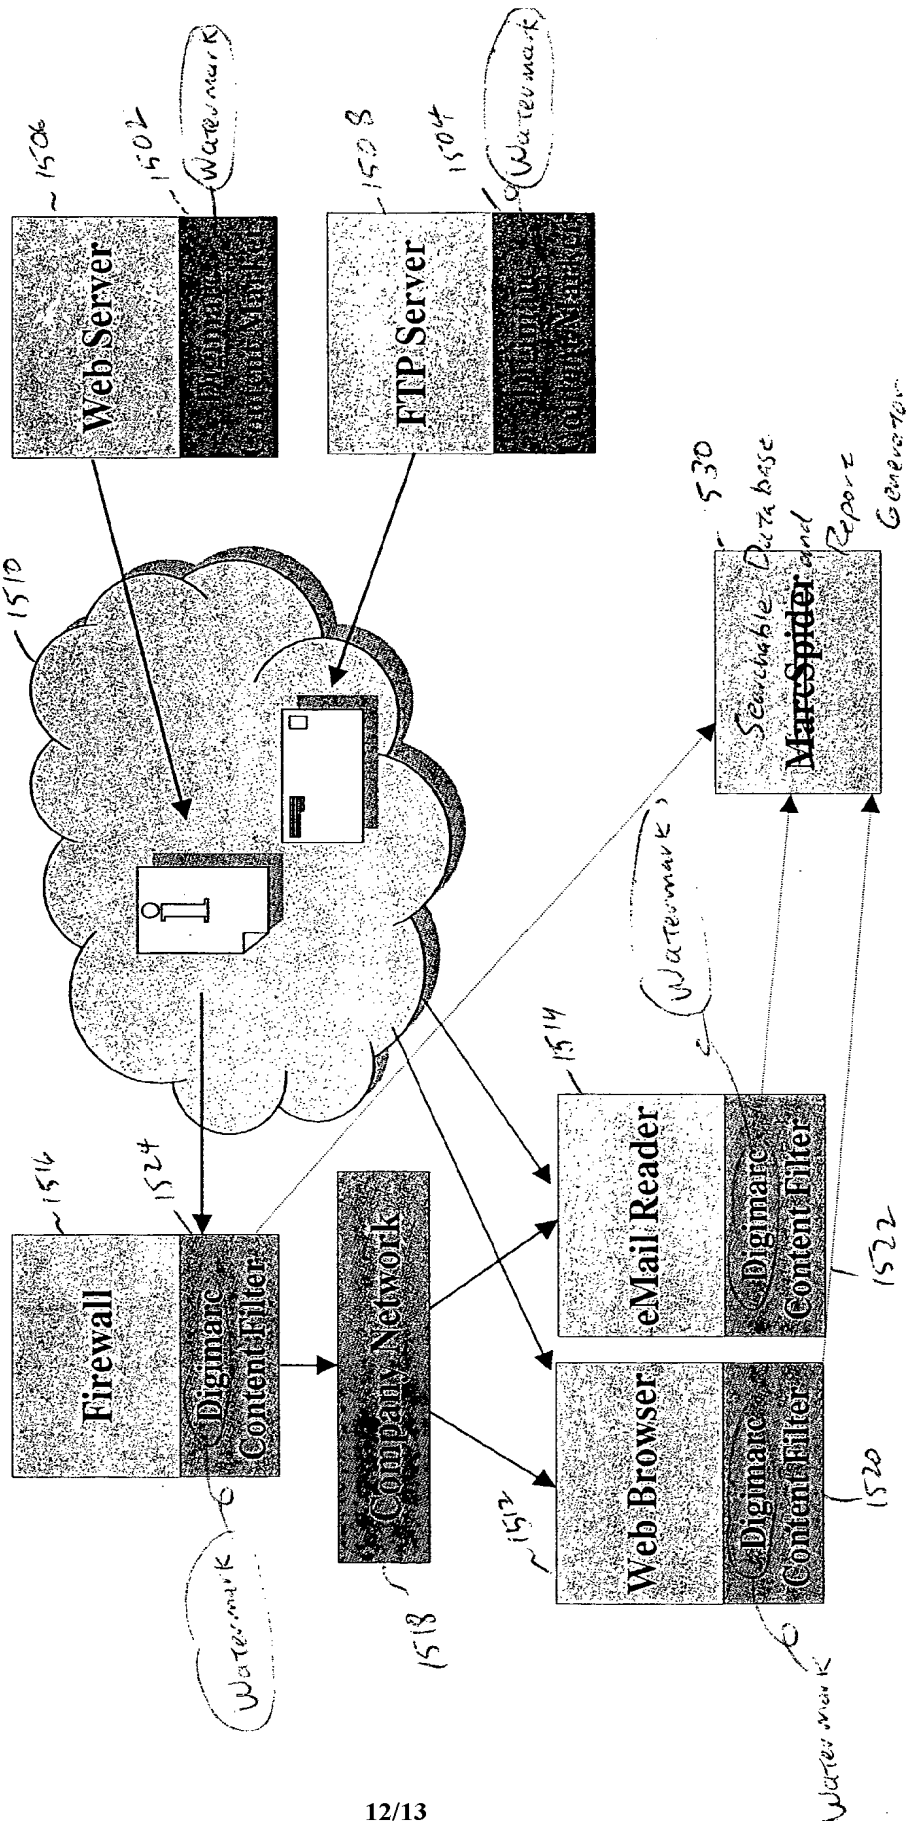 Firewall
~1516
Digimarc
Content Filter
1524
Watermark
Company Network
1518
1510
Web Server
~1506
1502
Watermark
Digimarc
Content Marker
FTP Server
1508
1504
Watermark
Digimarc
Content Marker
Web Browser
~1512
Digimarc
Content Filter
1520
Watermark
eMail Reader
1514
Digimarc
Content Filter
1522
Watermark
530
Searchable Database
MarcSpider and
Report
Generator
12/13